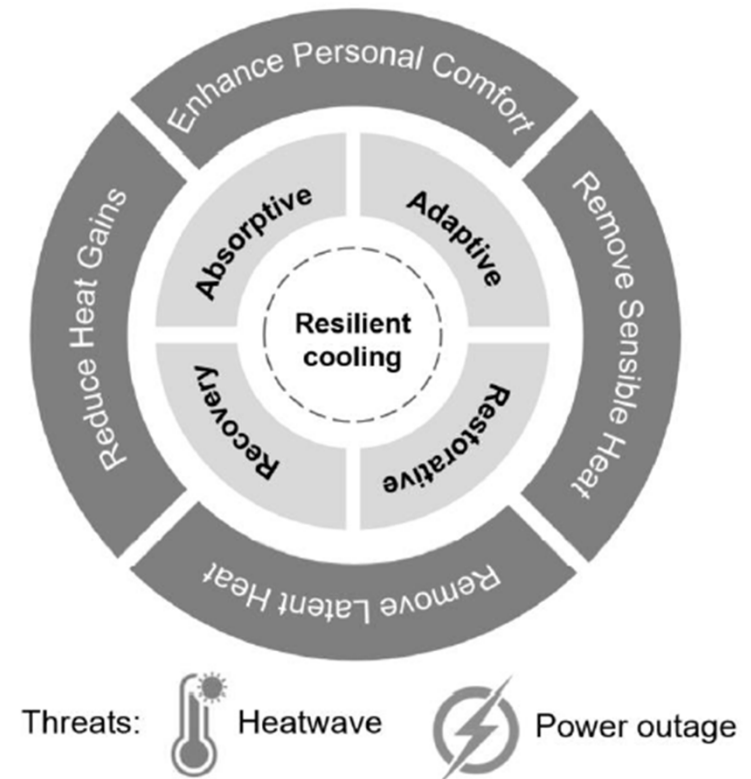 Enhance Personal Comfort
Remove Sensible Heat
Remove Latent Heat
Reduce Heat Gains
Absorptive
Adaptive
Restorative
Recovery
Resilient
cooling
Threats: Heatwave Power outage